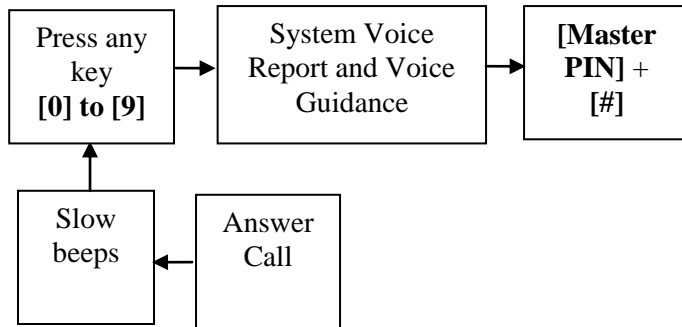 Press any
key
[0] to [9]
System Voice
Report and Voice
Guidance
[Master
PIN] +
[#]
Slow
beeps
Answer
Call